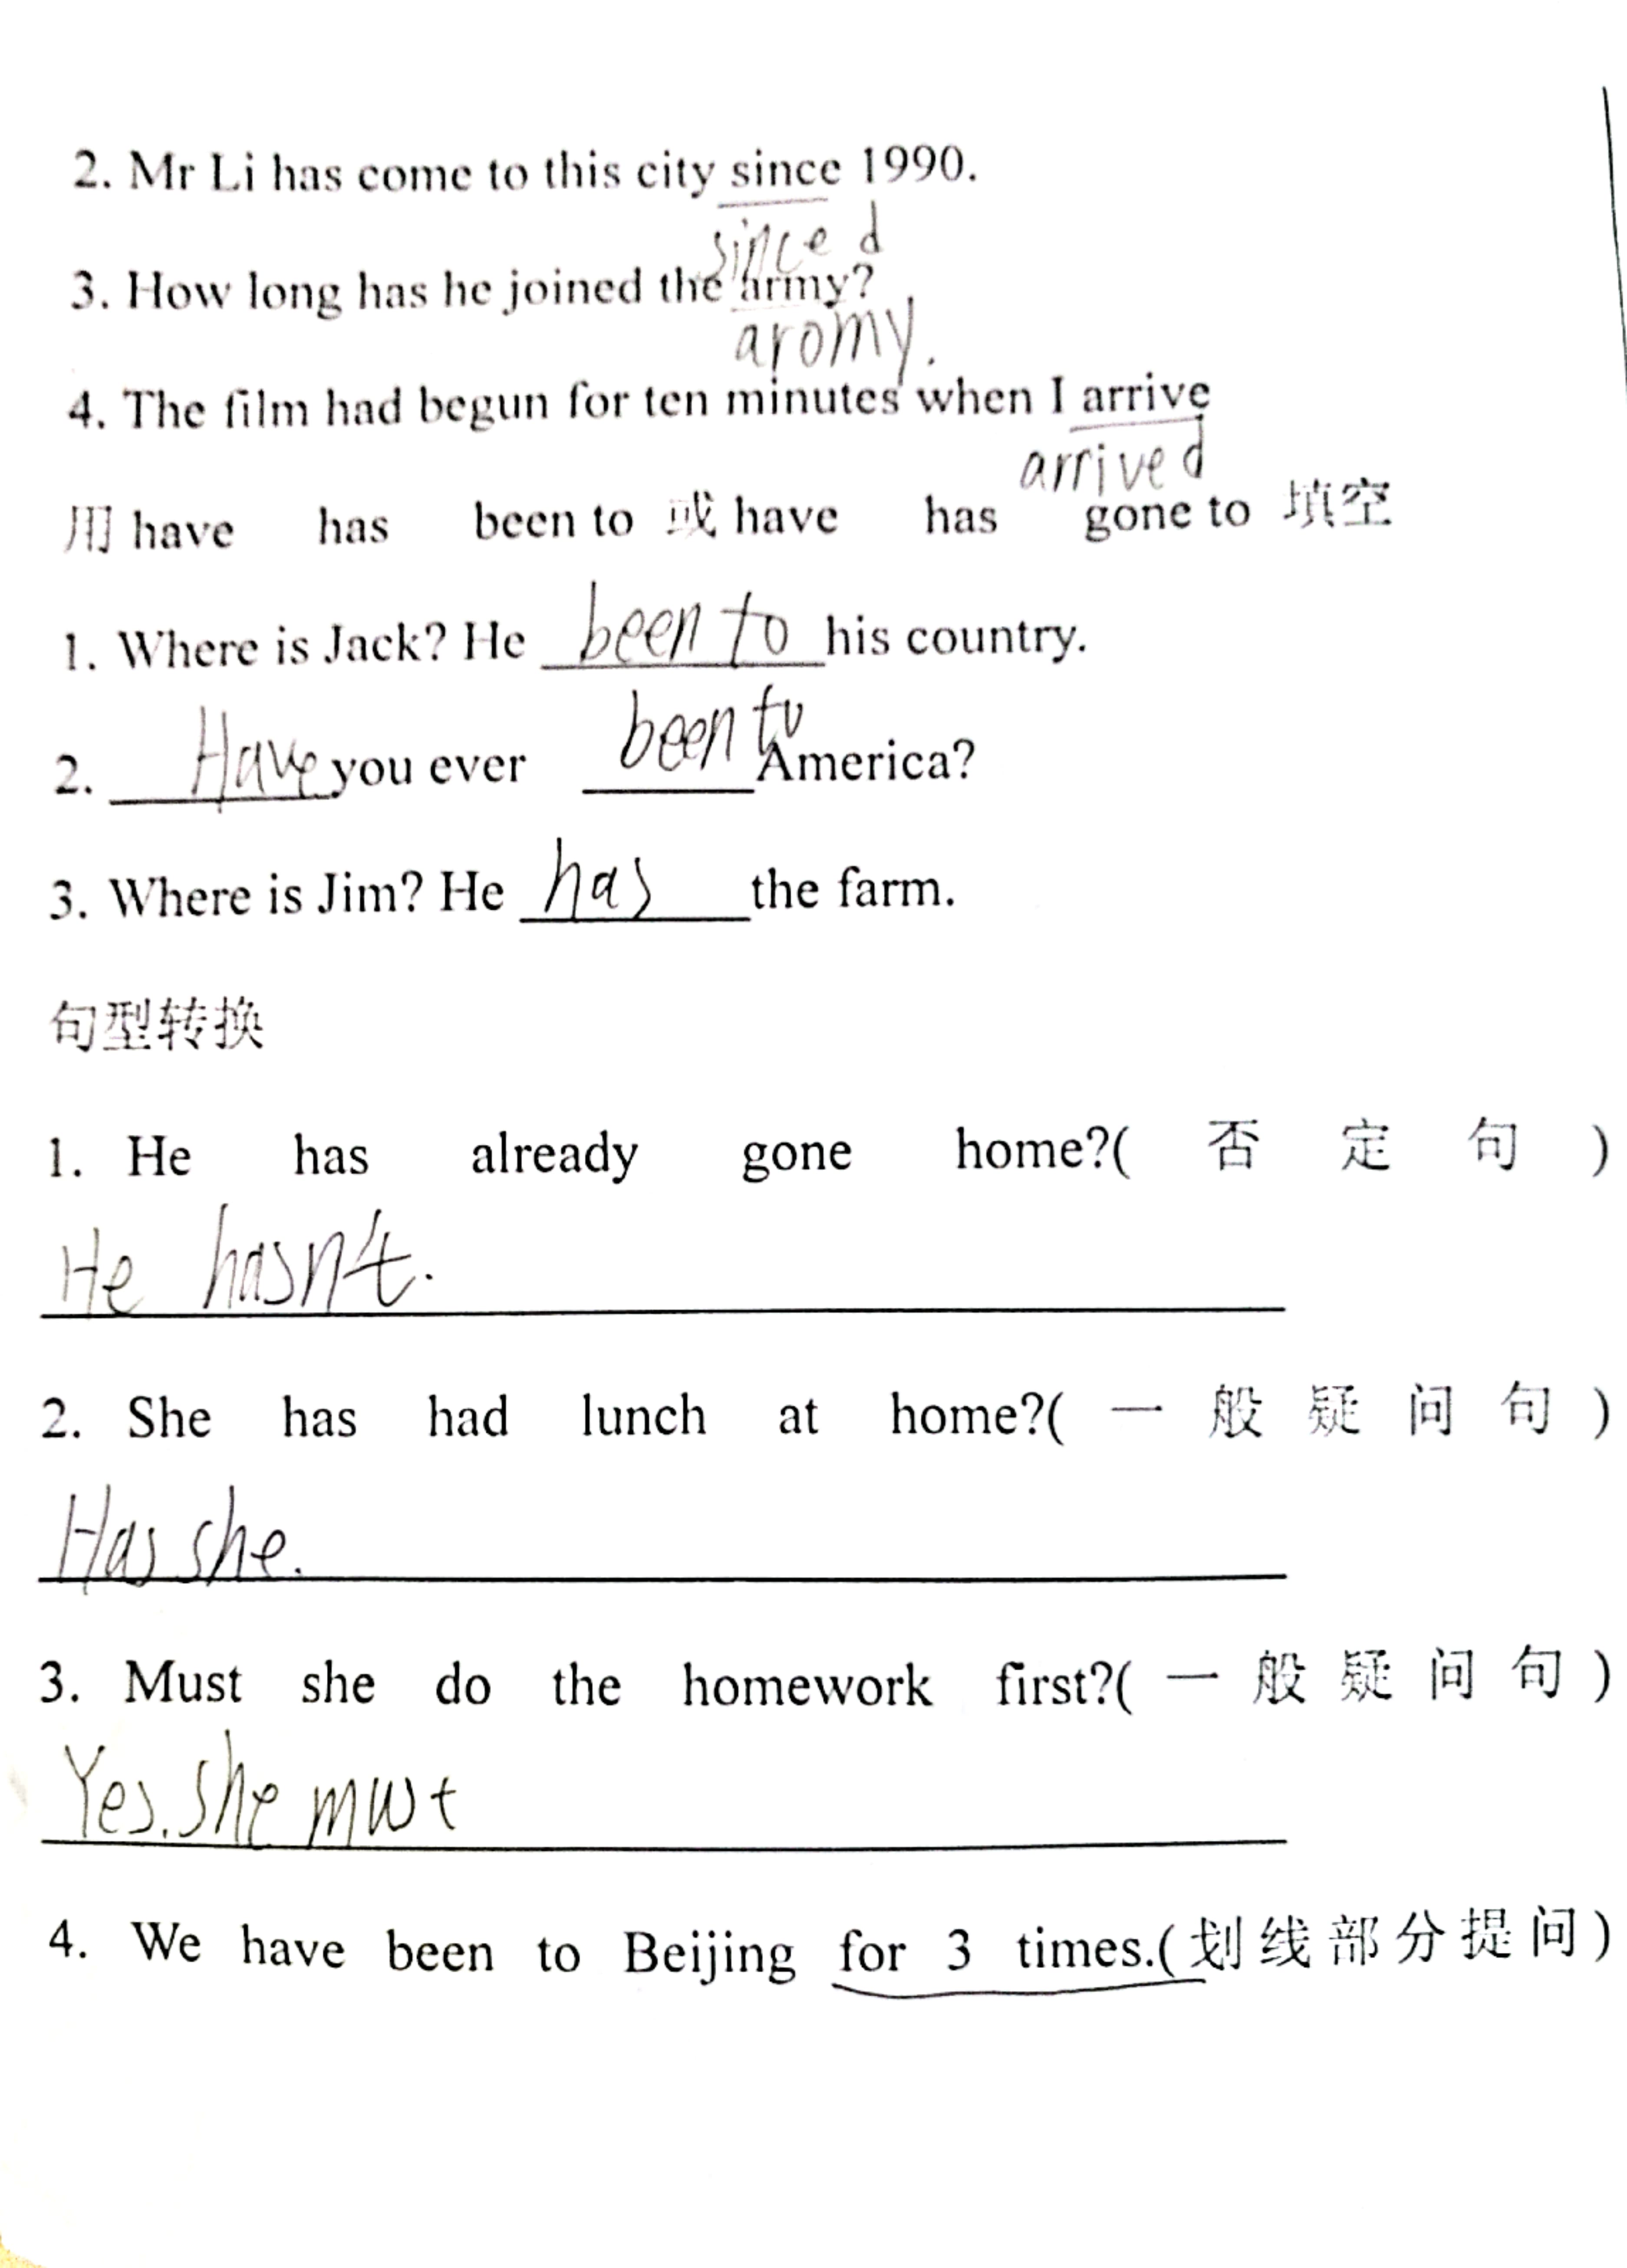 2. Mr Li has come to this city since 1990.
since d
3. How long has he joined the army?
aromy.
4. The film had begun for ten minutes when I arrive
arrived
用 have has been to 或 have has gone to 填空
1. Where is Jack? He been to his country.
2. Have you ever been to America?
3. Where is Jim? He has the farm.
句型转换
1. He has already gone home?(否定句)
He hasn't.
2. She has had lunch at home?(一般疑问句)
Has she.
3. Must she do the homework first?(一般疑问句)
Yes. she must
4. We have been to Beijing for 3 times.(划线部分提问)